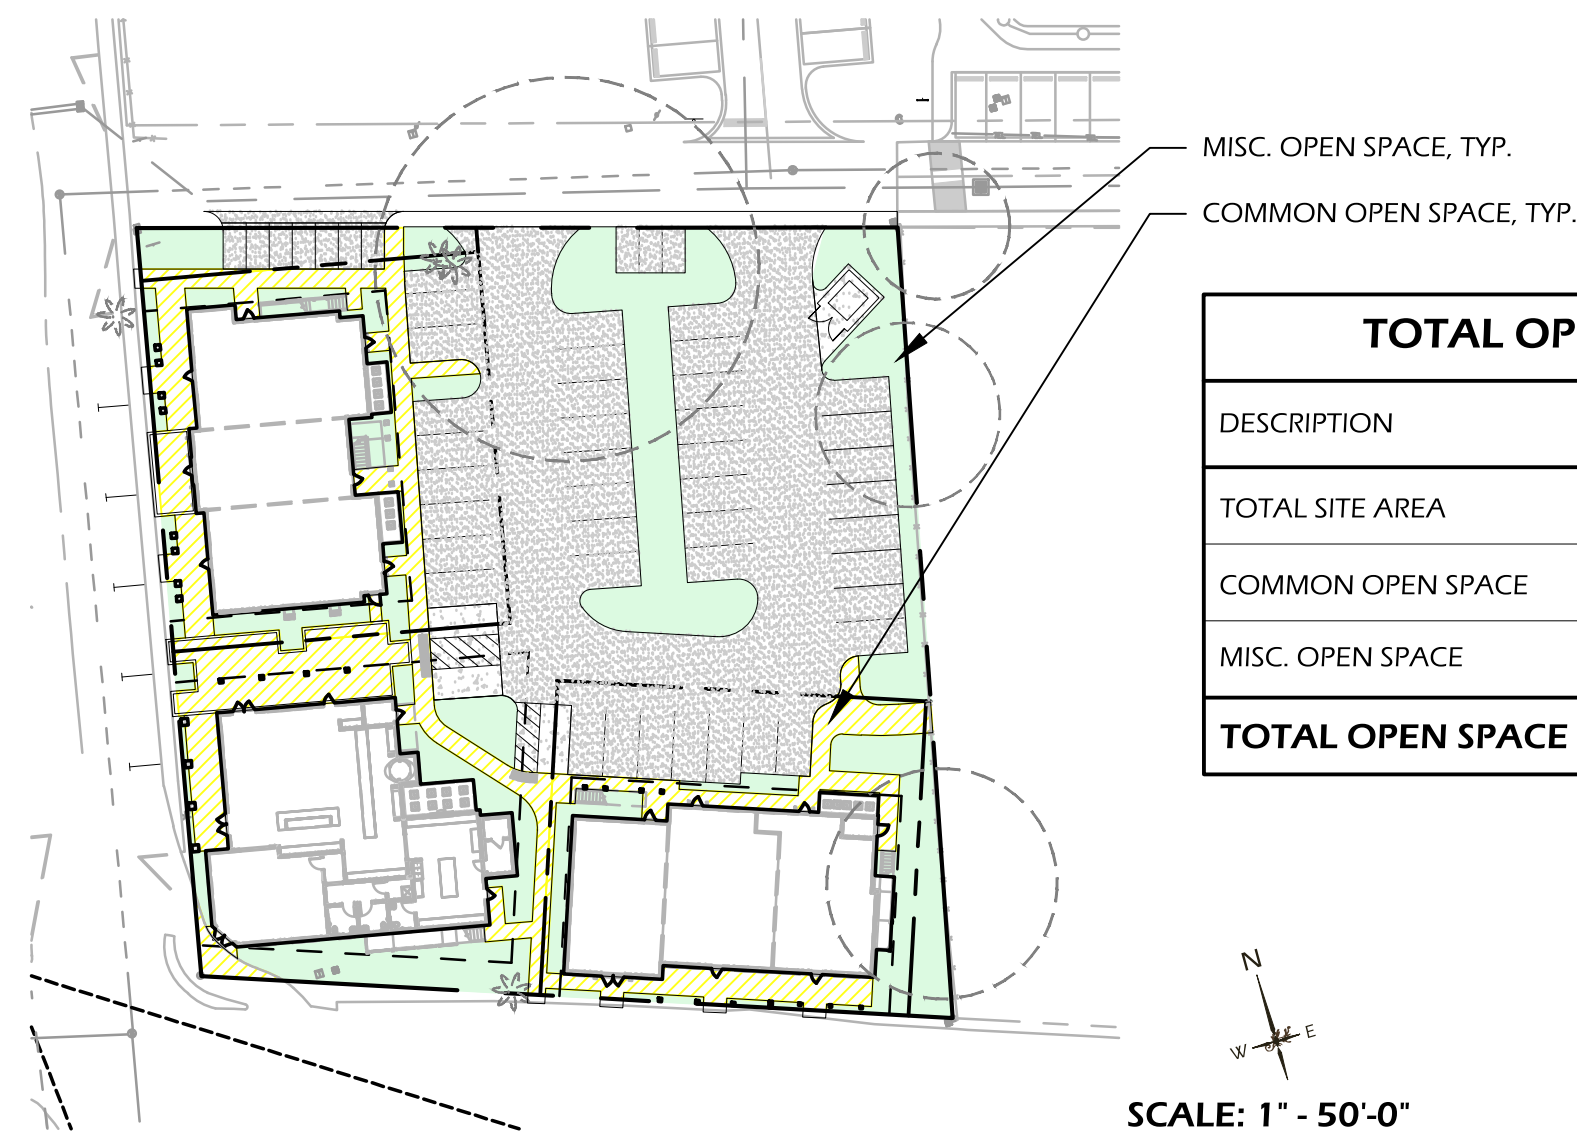 MISC. OPEN SPACE, TYP.
COMMON OPEN SPACE, TYP.
TOTAL OP
DESCRIPTION
TOTAL SITE AREA
COMMON OPEN SPACE
MISC. OPEN SPACE
TOTAL OPEN SPACE
N
W E
SCALE: 1" - 50'-0"